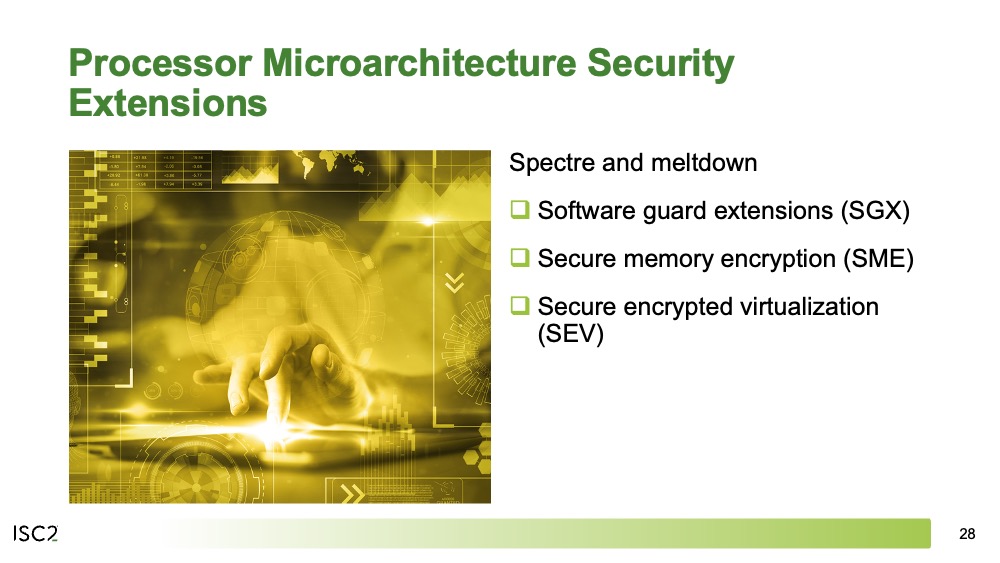 Processor Microarchitecture Security
Extensions
Spectre and meltdown
Software guard extensions (SGX)
Secure memory encryption (SME)
Secure encrypted virtualization
(SEV)
ISC2
28